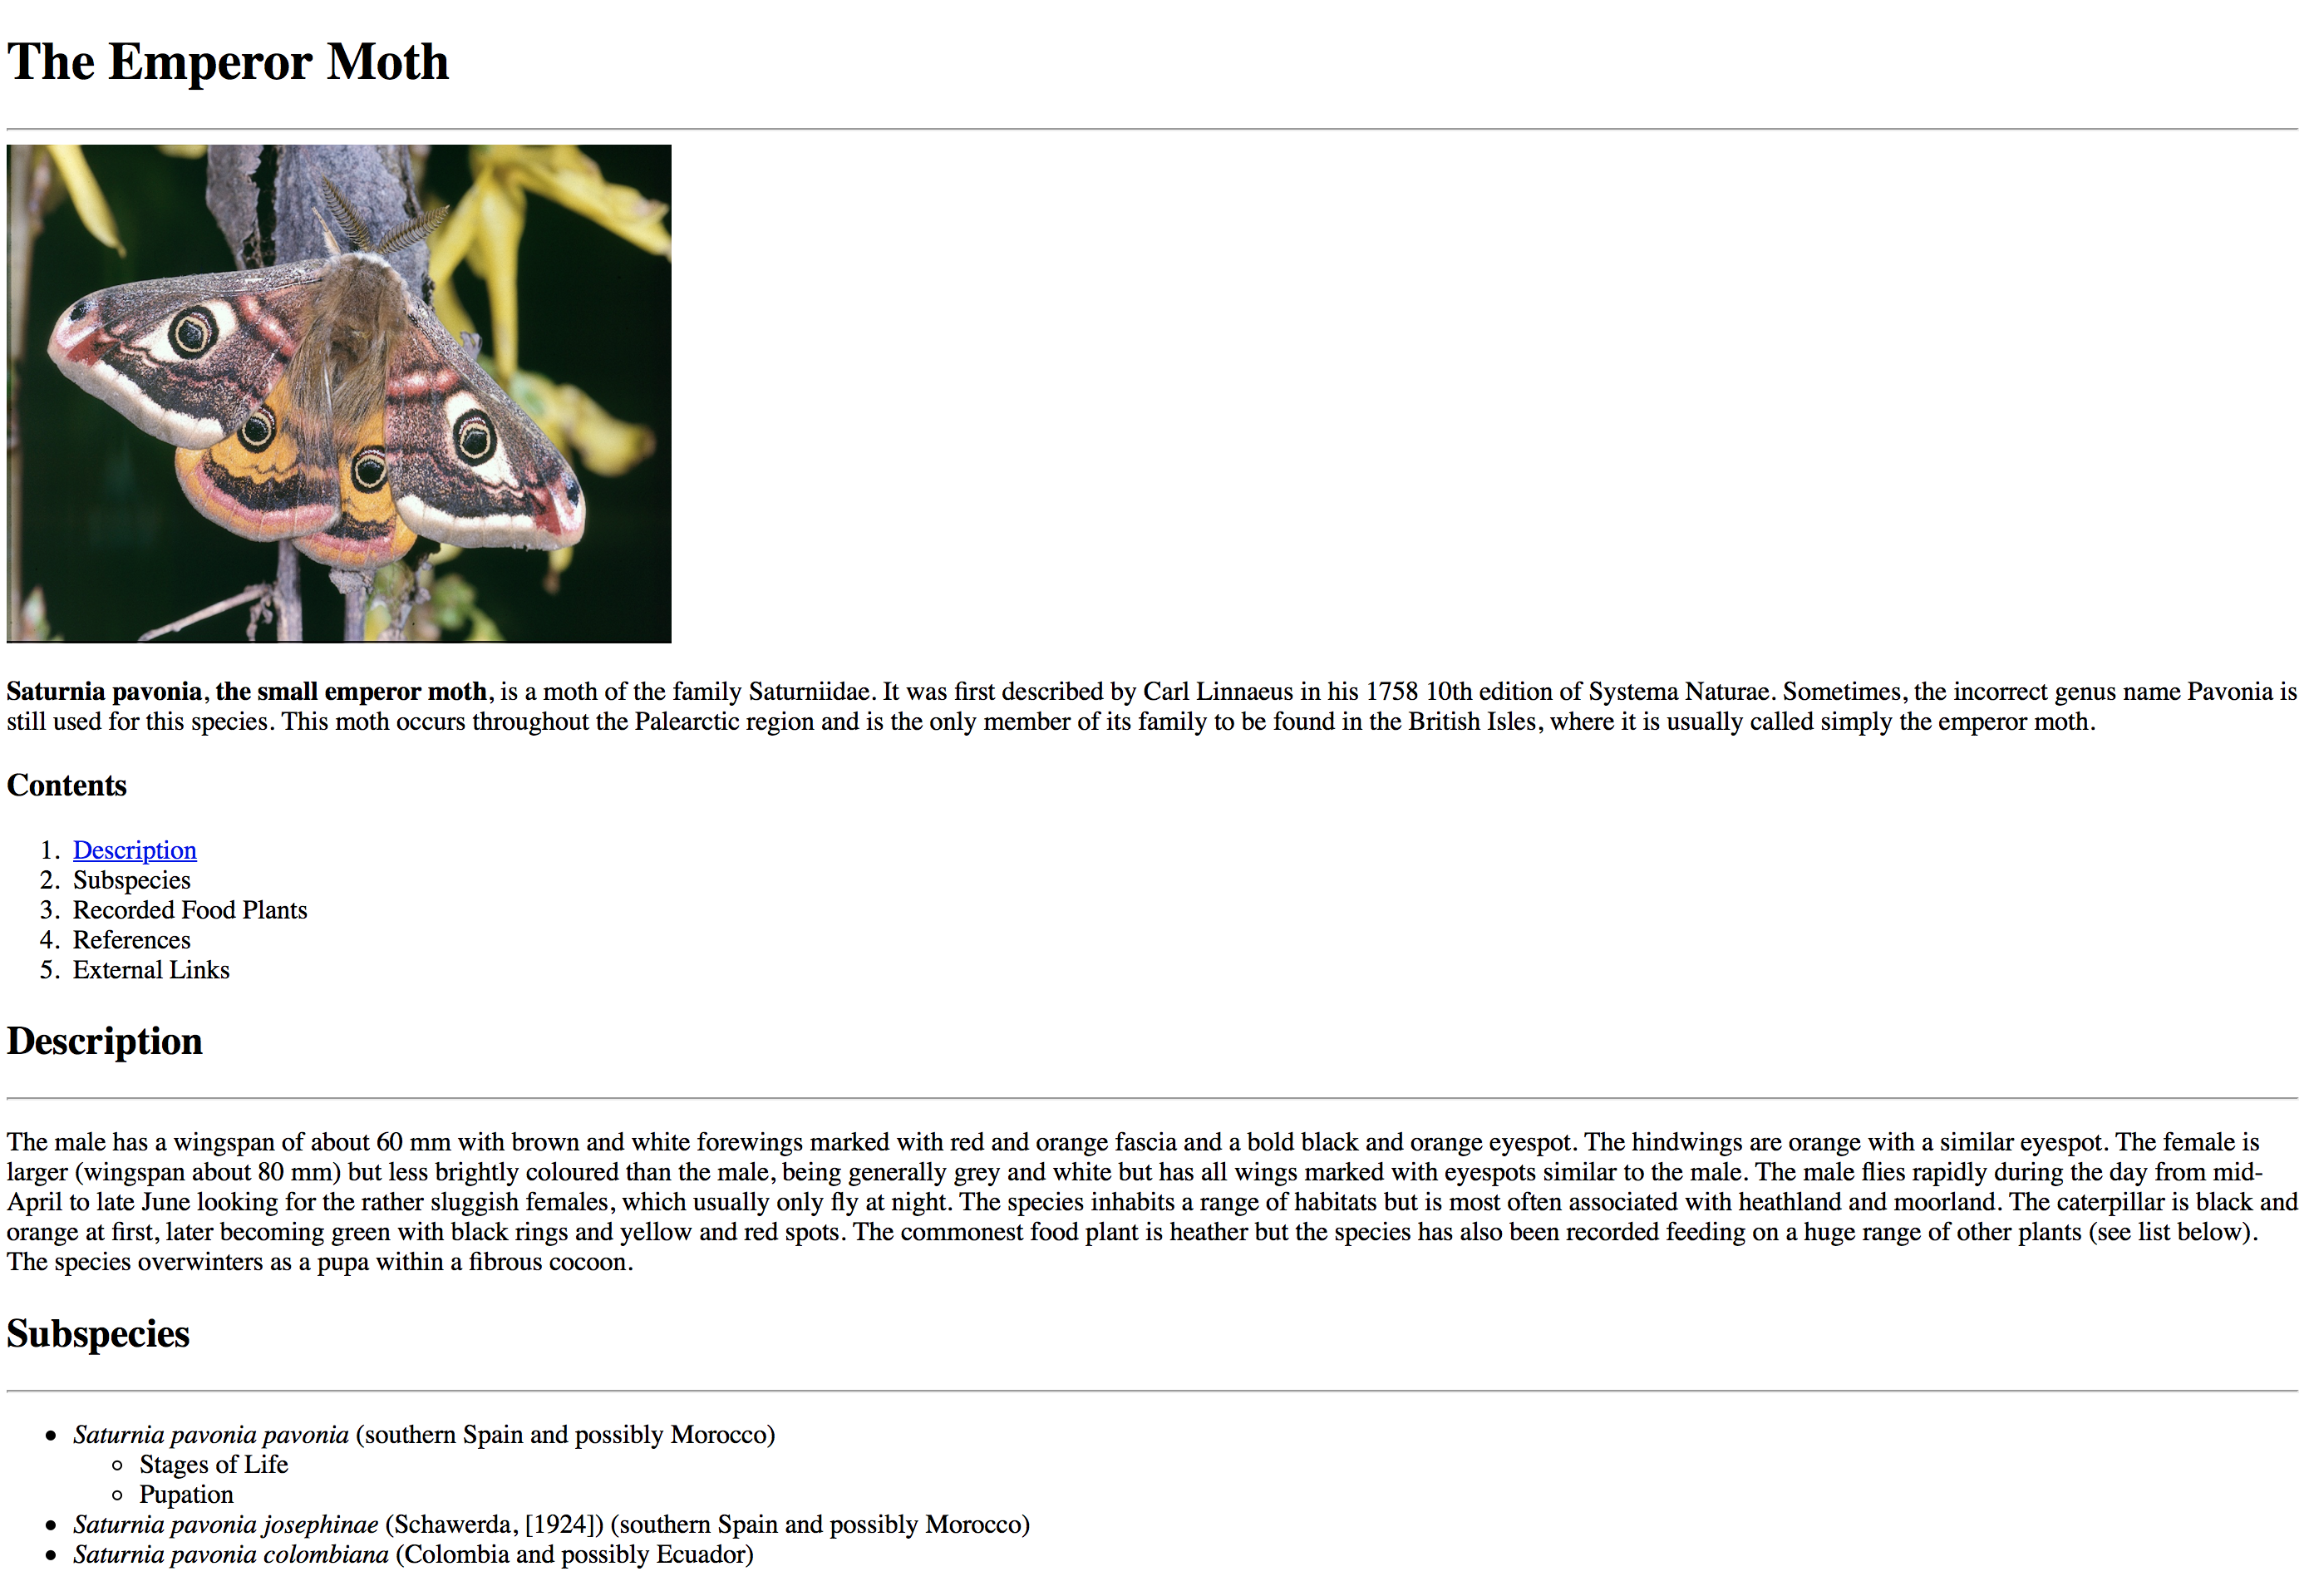 The Emperor Moth
Saturnia pavonia, the small emperor moth, is a moth of the family Saturniidae. It was first described by Carl Linnaeus in his 1758 10th edition of Systema Naturae. Sometimes, the incorrect genus name Pavonia is
still used for this species. This moth occurs throughout the Palearctic region and is the only member of its family to be found in the British Isles, where it is usually called simply the emperor moth.
Contents
1. Description
2. Subspecies
3. Recorded Food Plants
4. References
5. External Links
Description
The male has a wingspan of about 60 mm with brown and white forewings marked with red and orange fascia and a bold black and orange eyespot. The hindwings are orange with a similar eyespot. The female is
larger (wingspan about 80 mm) but less brightly coloured than the male, being generally grey and white but has all wings marked with eyespots similar to the male. The male flies rapidly during the day from mid-
April to late June looking for the rather sluggish females, which usually only fly at night. The species inhabits a range of habitats but is most often associated with heathland and moorland. The caterpillar is black and
orange at first, later becoming green with black rings and yellow and red spots. The commonest food plant is heather but the species has also been recorded feeding on a huge range of other plants (see list below).
The species overwinters as a pupa within a fibrous cocoon.
Subspecies
• Saturnia pavonia pavonia (southern Spain and possibly Morocco)
◦ Stages of Life
◦ Pupation
• Saturnia pavonia josephinae (Schawerda, [1924]) (southern Spain and possibly Morocco)
• Saturnia pavonia colombiana (Colombia and possibly Ecuador)